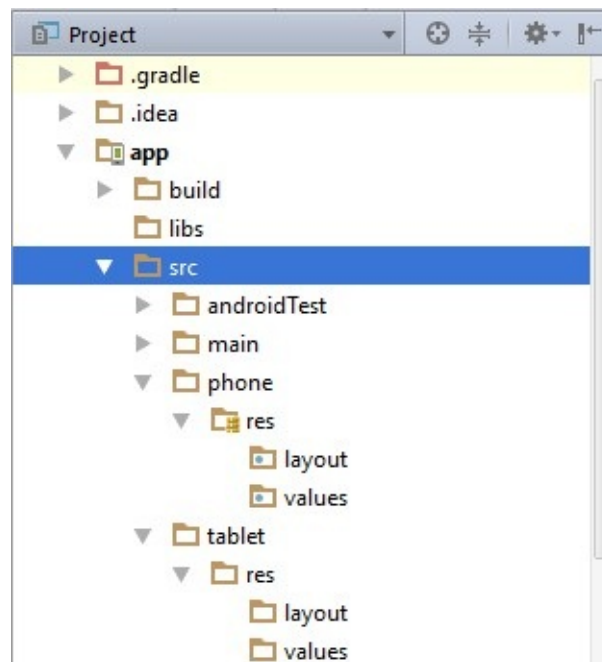 Project
.gradle
.idea
app
build
libs
src
androidTest
main
phone
res
layout
values
tablet
res
layout
values